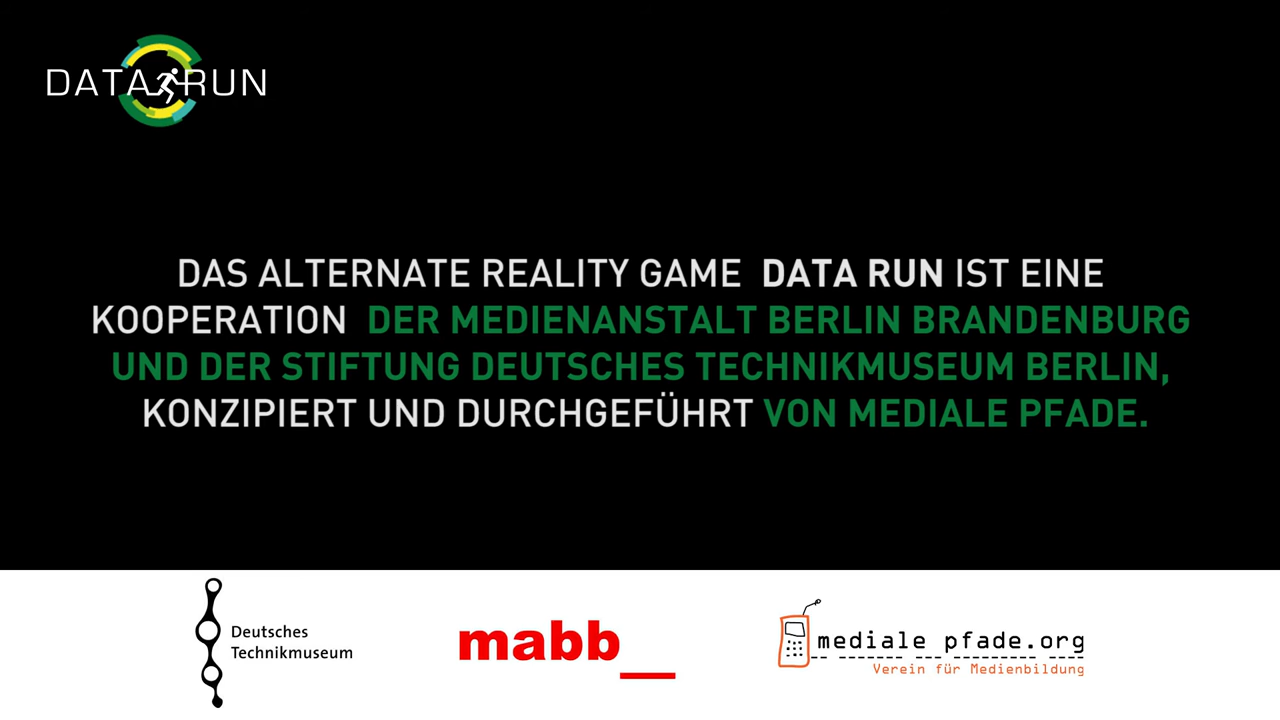 DATA RUN
DAS ALTERNATE REALITY GAME DATA RUN IST EINE
KOOPERATION DER MEDIENANSTALT BERLIN BRANDENBURG
UND DER STIFTUNG DEUTSCHES TECHNIKMUSEUM BERLIN,
KONZIPIERT UND DURCHGEFÜHRT VON MEDIALE PFADE.
Deutsches
Technikmuseum
mabb_
mediale pfade.org
Verein für Medienbildung